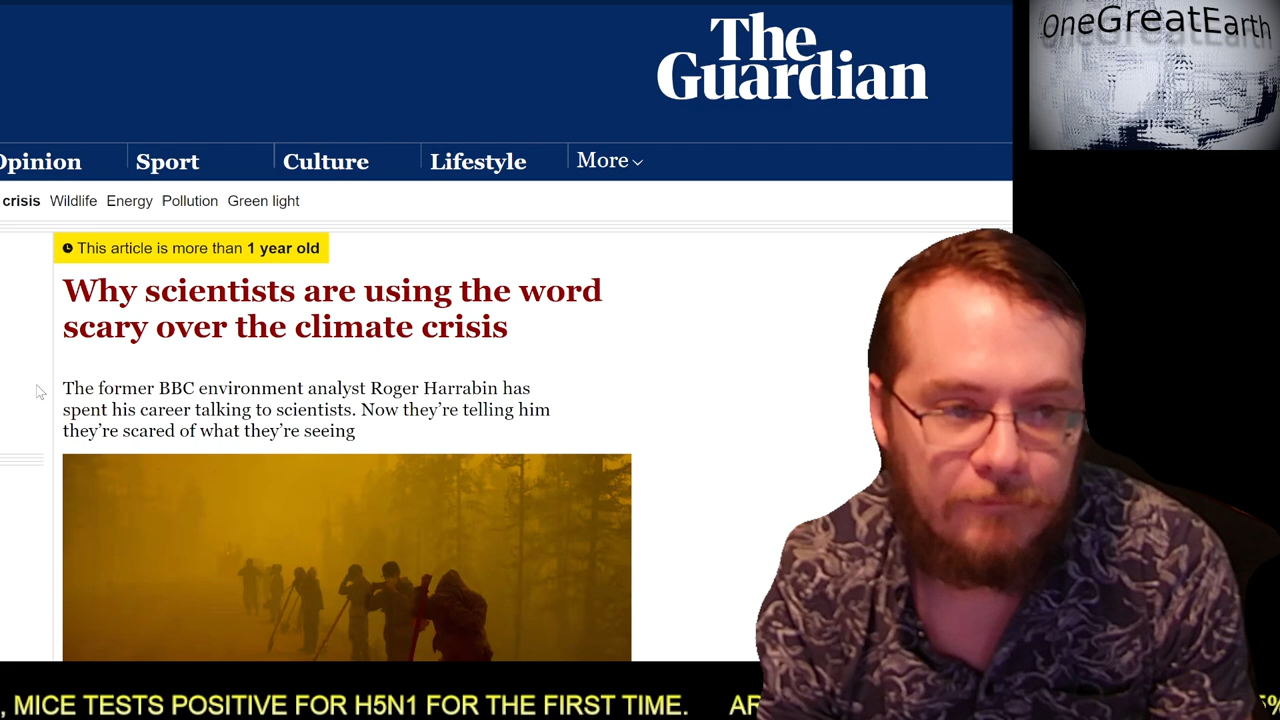 The
Guardian
OneGreatEarth
Opinion Sport Culture Lifestyle More
crisis Wildlife Energy Pollution Green light
This article is more than 1 year old
Why scientists are using the word
scary over the climate crisis
The former BBC environment analyst Roger Harrabin has
spent his career talking to scientists. Now they’re telling him
they’re scared of what they’re seeing
, MICE TESTS POSITIVE FOR H5N1 FOR THE FIRST TIME.